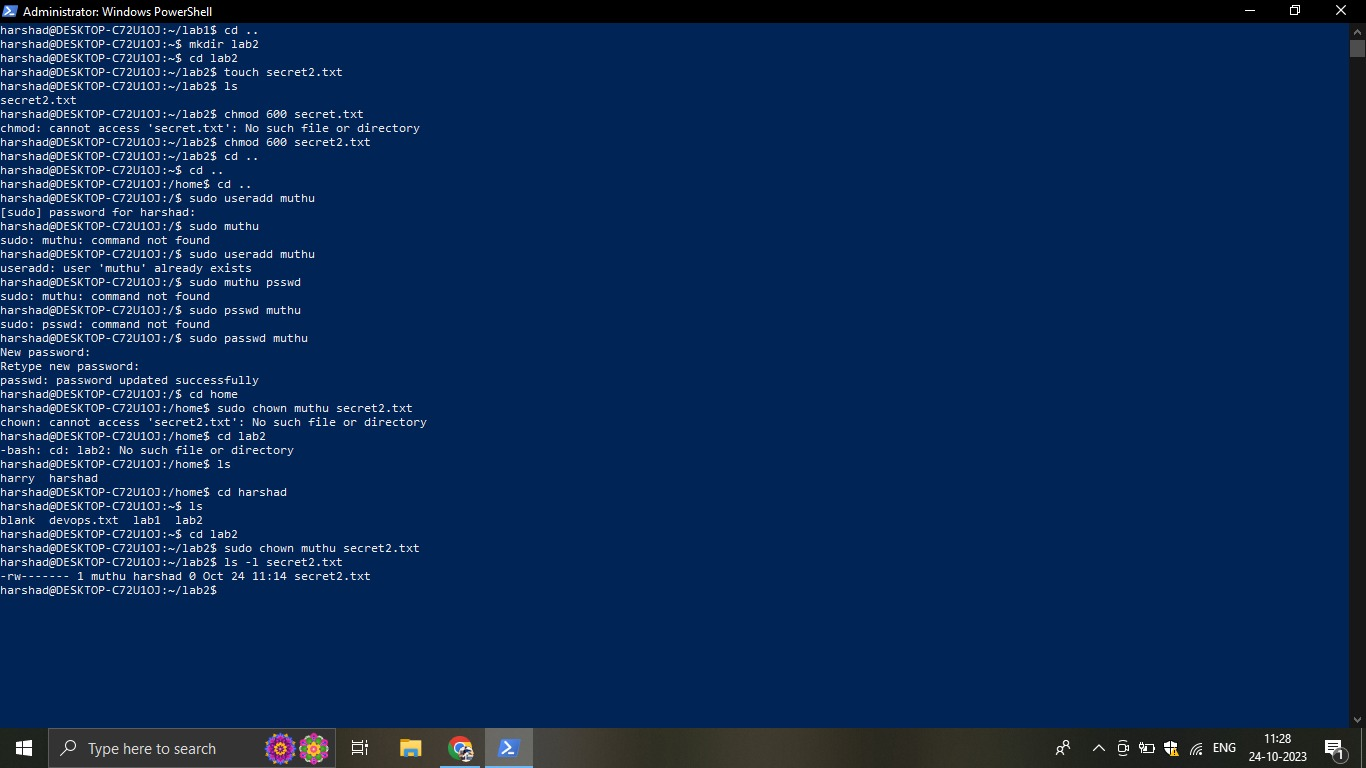 Administrator: Windows PowerShell
harshad@DESKTOP-C72U1OJ:~/lab1$ cd ..
harshad@DESKTOP-C72U1OJ:~$ mkdir lab2
harshad@DESKTOP-C72U1OJ:~$ cd lab2
harshad@DESKTOP-C72U1OJ:~/lab2$ touch secret2.txt
harshad@DESKTOP-C72U1OJ:~/lab2$ ls
secret2.txt
harshad@DESKTOP-C72U1OJ:~/lab2$ chmod 600 secret.txt
chmod: cannot access 'secret.txt': No such file or directory
harshad@DESKTOP-C72U1OJ:~/lab2$ chmod 600 secret2.txt
harshad@DESKTOP-C72U1OJ:~/lab2$ cd ..
harshad@DESKTOP-C72U1OJ:~$ cd ..
harshad@DESKTOP-C72U1OJ:/home$ cd ..
harshad@DESKTOP-C72U1OJ:/$ sudo useradd muthu
[sudo] password for harshad:
harshad@DESKTOP-C72U1OJ:/$ sudo muthu
sudo: muthu: command not found
harshad@DESKTOP-C72U1OJ:/$ sudo useradd muthu
useradd: user 'muthu' already exists
harshad@DESKTOP-C72U1OJ:/$ sudo muthu psswd
sudo: muthu: command not found
harshad@DESKTOP-C72U1OJ:/$ sudo psswd muthu
sudo: psswd: command not found
harshad@DESKTOP-C72U1OJ:/$ sudo passwd muthu
New password:
Retype new password:
passwd: password updated successfully
harshad@DESKTOP-C72U1OJ:/$ cd home
harshad@DESKTOP-C72U1OJ:/home$ sudo chown muthu secret2.txt
chown: cannot access 'secret2.txt': No such file or directory
harshad@DESKTOP-C72U1OJ:/home$ cd lab2
-bash: cd: lab2: No such file or directory
harshad@DESKTOP-C72U1OJ:/home$ ls
harry  harshad
harshad@DESKTOP-C72U1OJ:/home$ cd harshad
harshad@DESKTOP-C72U1OJ:~$ ls
blank  devops.txt  lab1  lab2
harshad@DESKTOP-C72U1OJ:~$ cd lab2
harshad@DESKTOP-C72U1OJ:~/lab2$ sudo chown muthu secret2.txt
harshad@DESKTOP-C72U1OJ:~/lab2$ ls -l secret2.txt
-rw------- 1 muthu harshad 0 Oct 24 11:14 secret2.txt
harshad@DESKTOP-C72U1OJ:~/lab2$
Type here to search
ENG
11:28
24-10-2023
1